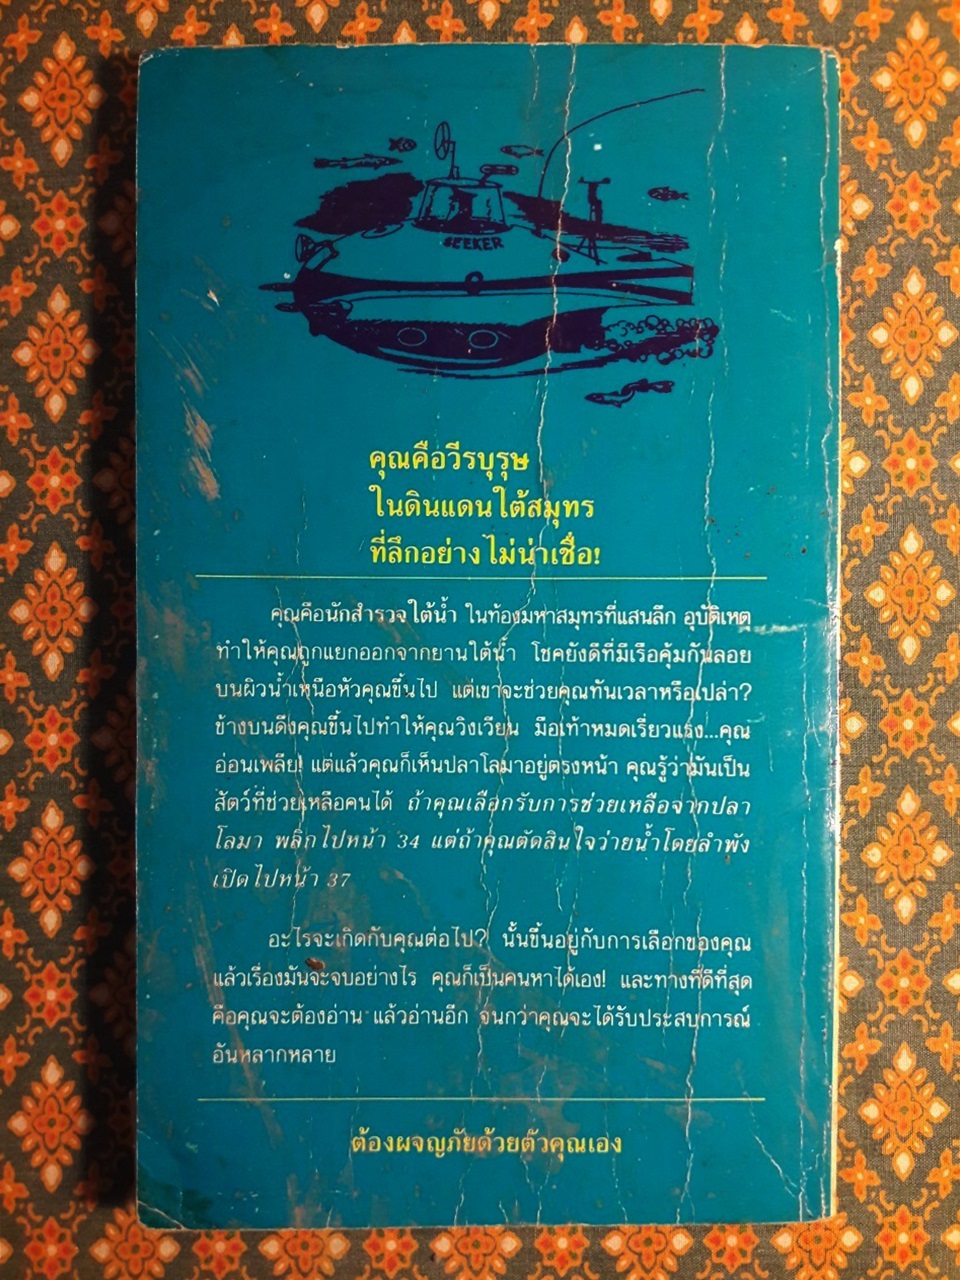 SEEKER
คุณคือวีรบุรุษ
ในดินแดนใต้สมุทร
ที่ลึกอย่างไม่น่าเชื่อ!
คุณคือนักสำรวจใต้น้ำ ในท้องมหาสมุทรที่แสนลึก อุบัติเหตุ
ทำให้คุณถูกแยกออกจากยานใต้น้ำ โชคยังดีที่มีเรือคุ้มกันลอย
บนผิวน้ำเหนือหัวคุณขึ้นไป แต่เขาจะช่วยคุณทันเวลาหรือเปล่า?
ข้างบนดึงคุณขึ้นไปทำให้คุณวิงเวียน มือเท้าหมดเรี่ยวแรง...คุณ
อ่อนเพลีย! แต่แล้วคุณก็เห็นปลาโลมาอยู่ตรงหน้า คุณรู้ว่ามันเป็น
สัตว์ที่ช่วยเหลือคนได้ ถ้าคุณเลือกรับการช่วยเหลือจากปลา
โลมา พลิกไปหน้า 34 แต่ถ้าคุณตัดสินใจว่ายน้ำโดยลำพัง
เปิดไปหน้า 37
อะไรจะเกิดกับคุณต่อไป? นั้นขึ้นอยู่กับการเลือกของคุณ
แล้วเรื่องมันจะจบอย่างไร คุณก็เป็นคนหาได้เอง! และทางที่ดีที่สุด
คือคุณจะต้องอ่าน แล้วอ่านอีก จนกว่าคุณจะได้รับประสบการณ์
อันหลากหลาย
ต้องผจญภัยด้วยตัวคุณเอง